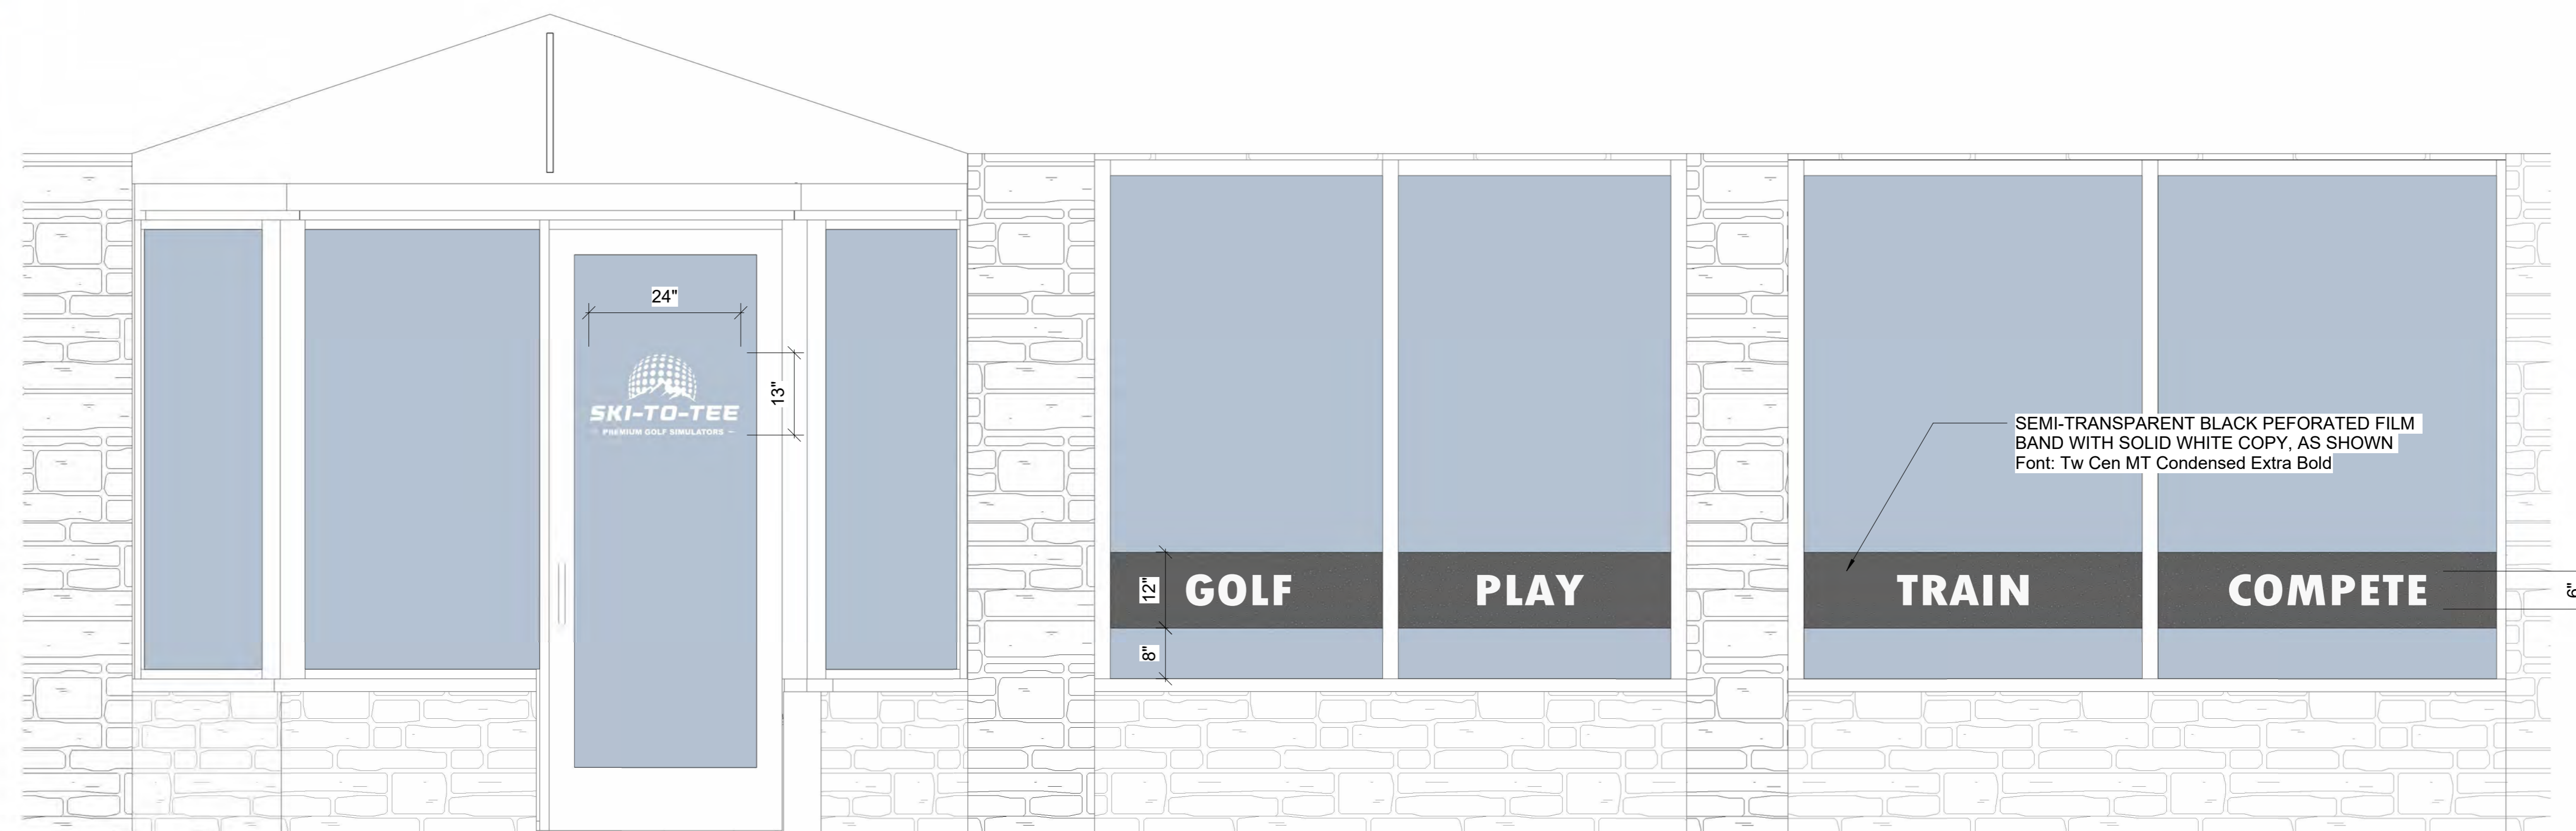 24"
13"
SKI-TO-TEE
PREMIUM GOLF SIMULATORS
SEMI-TRANSPARENT BLACK PEFORATED FILM
BAND WITH SOLID WHITE COPY, AS SHOWN
Font: Tw Cen MT Condensed Extra Bold
12"
GOLF
PLAY
TRAIN
COMPETE
6"
8"